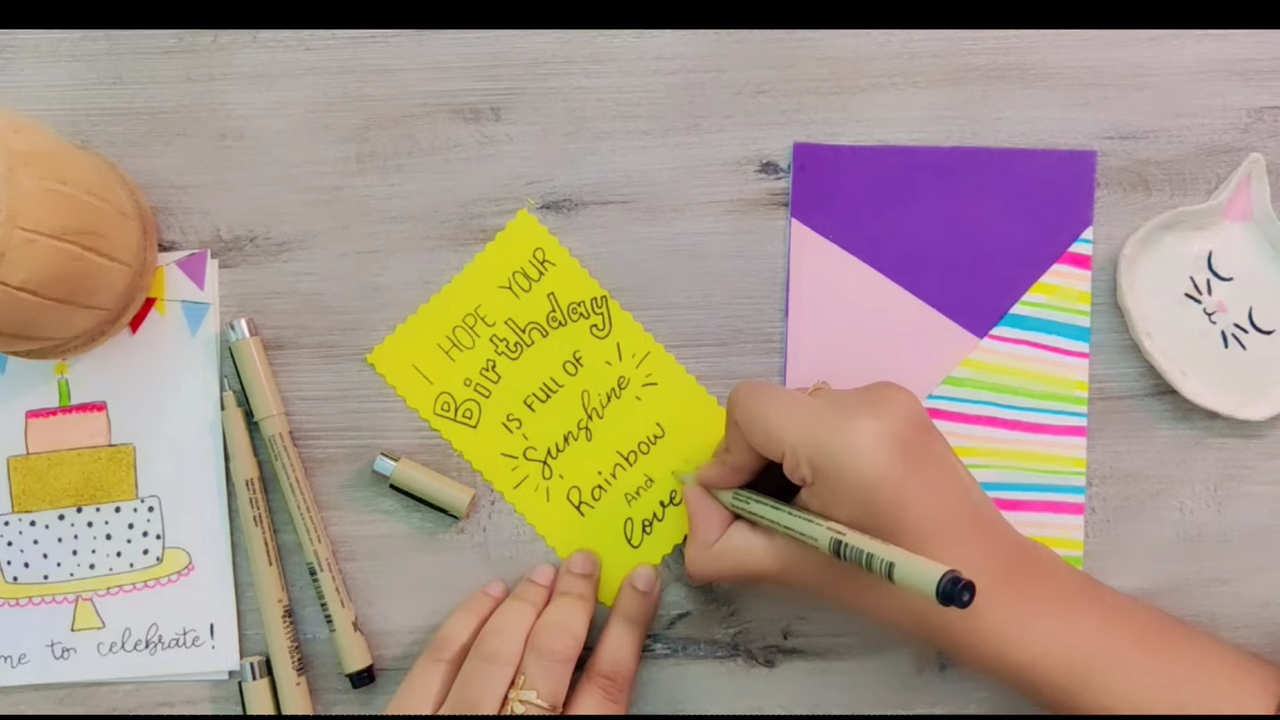 I HOPE YOUR
Birthday
IS FULL OF
Sunshine
Rainbow
And
love
me to celebrate!